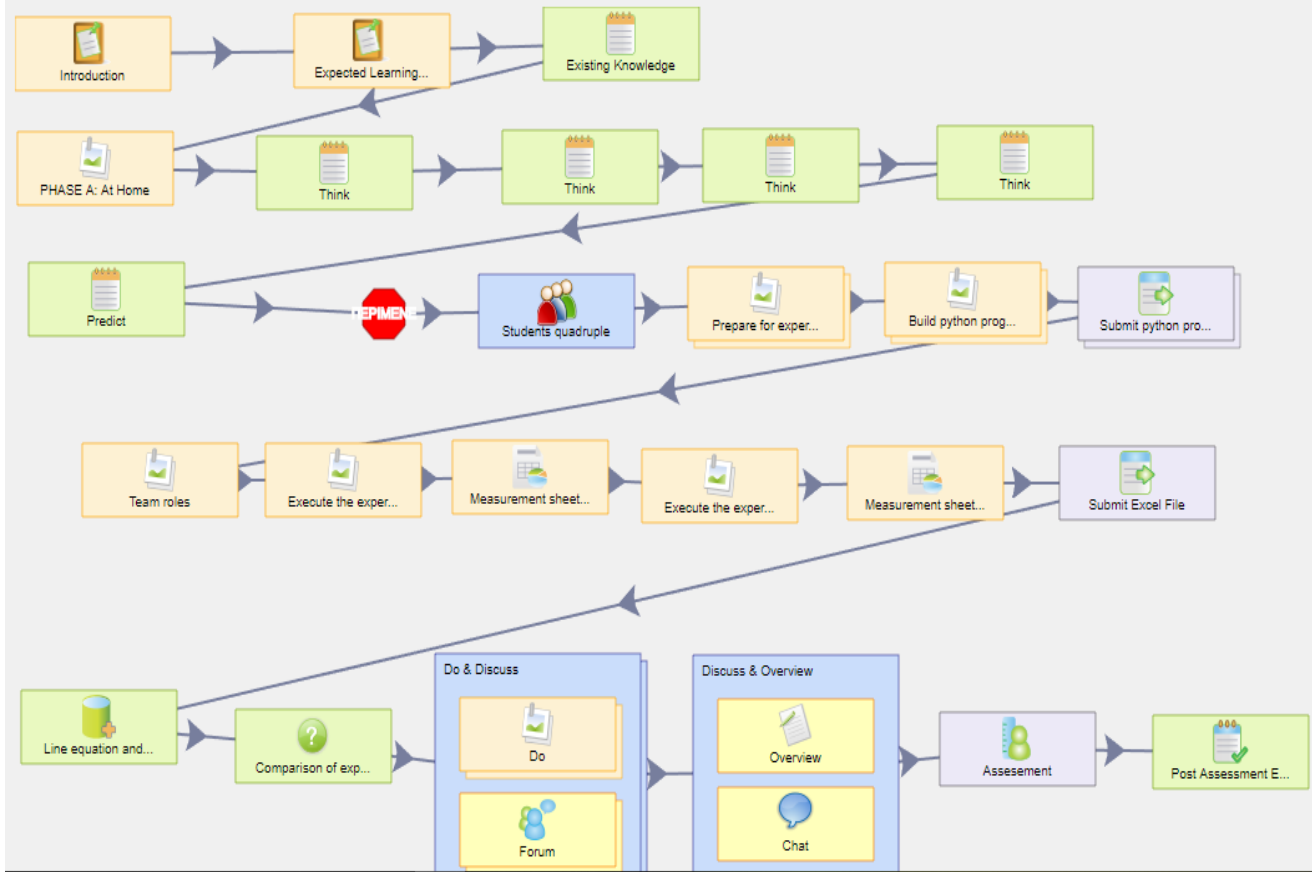 Introduction
Expected Learning...
Existing Knowledge
PHASE A: At Home
Think
Think
Think
Think
Predict
Students quadruple
Prepare for exper...
Build python prog...
Submit python pro...
Team roles
Execute the exper...
Measurement sheet...
Execute the exper...
Measurement sheet...
Submit Excel File
Line equation and...
Comparison of exp...
Do & Discuss
Do
Forum
Discuss & Overview
Overview
Chat
Assesement
Post Assessment E...